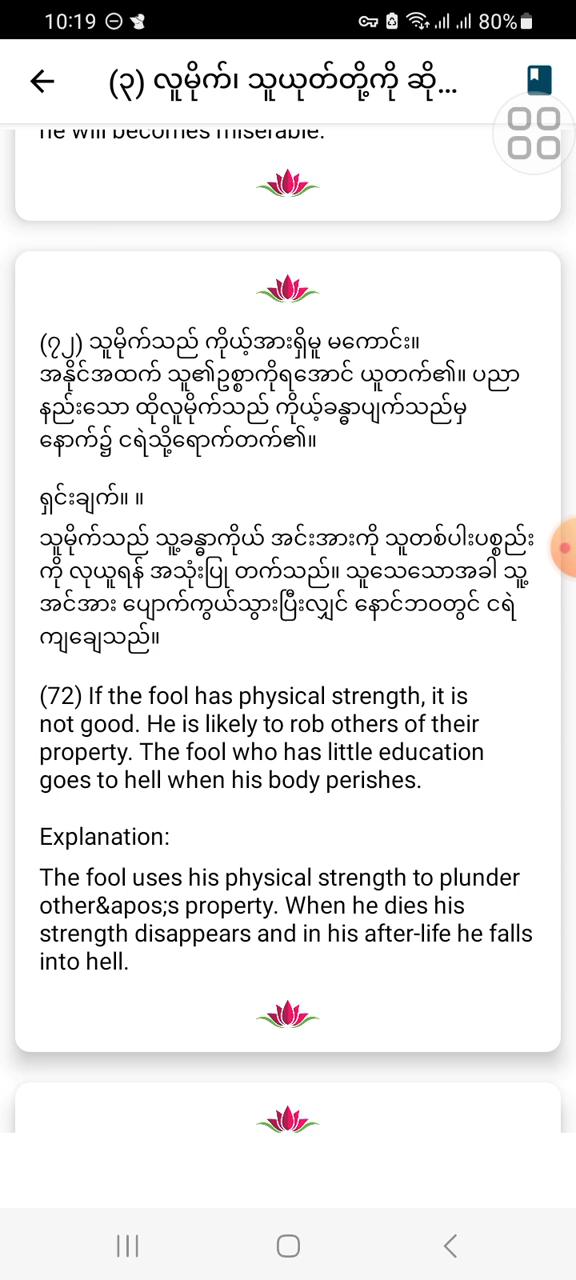 10:19
80%
(၃) လူမိုက်၊ သူယုတ်တို့ကို ဆို...
he will becomes miserable.
(၇၂) သူမိုက်သည် ကိုယ့်အားရှိမူ မကောင်း။
အနိုင်အထက် သူ၏ဥစ္စာကိုရအောင် ယူတက်၏။ ပညာ
နည်းသော ထိုလူမိုက်သည် ကိုယ့်ခန္ဓာပျက်သည်မှ
နောက်၌ ငရဲသို့ရောက်တက်၏။
ရှင်းချက်။ ။
သူမိုက်သည် သူ့ခန္ဓာကိုယ် အင်းအားကို သူတစ်ပါးပစ္စည်း
ကို လုယူရန် အသုံးပြု တက်သည်။ သူသေသောအခါ သူ့
အင်အား ပျောက်ကွယ်သွားပြီးလျှင် နောင်ဘဝတွင် ငရဲ
ကျချေသည်။
(72) If the fool has physical strength, it is
not good. He is likely to rob others of their
property. The fool who has little education
goes to hell when his body perishes.
Explanation:
The fool uses his physical strength to plunder
other&apos;s property. When he dies his
strength disappears and in his after-life he falls
into hell.